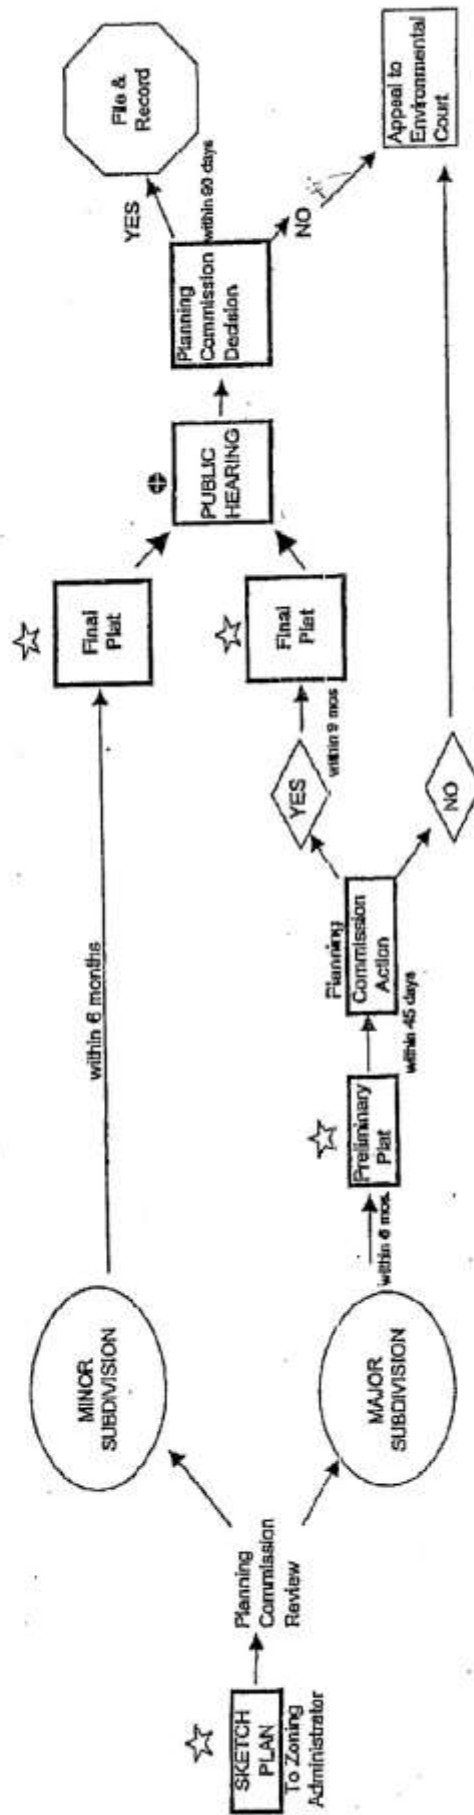 SKETCH
PLAN
To Zoning
Administrator
Planning
Commission
Review
MINOR
SUBDIVISION
within 6 months
Final
Plat
MAJOR
SUBDIVISION
within 6 mos.
Preliminary
Plat
within 45 days
Planning
Commission
Action
YES
within 9 mos
Final
Plat
NO
PUBLIC
HEARING
Planning
Commission
Decision
within days
YES
File &
Record
NO
Appeal to
Environmental
Court